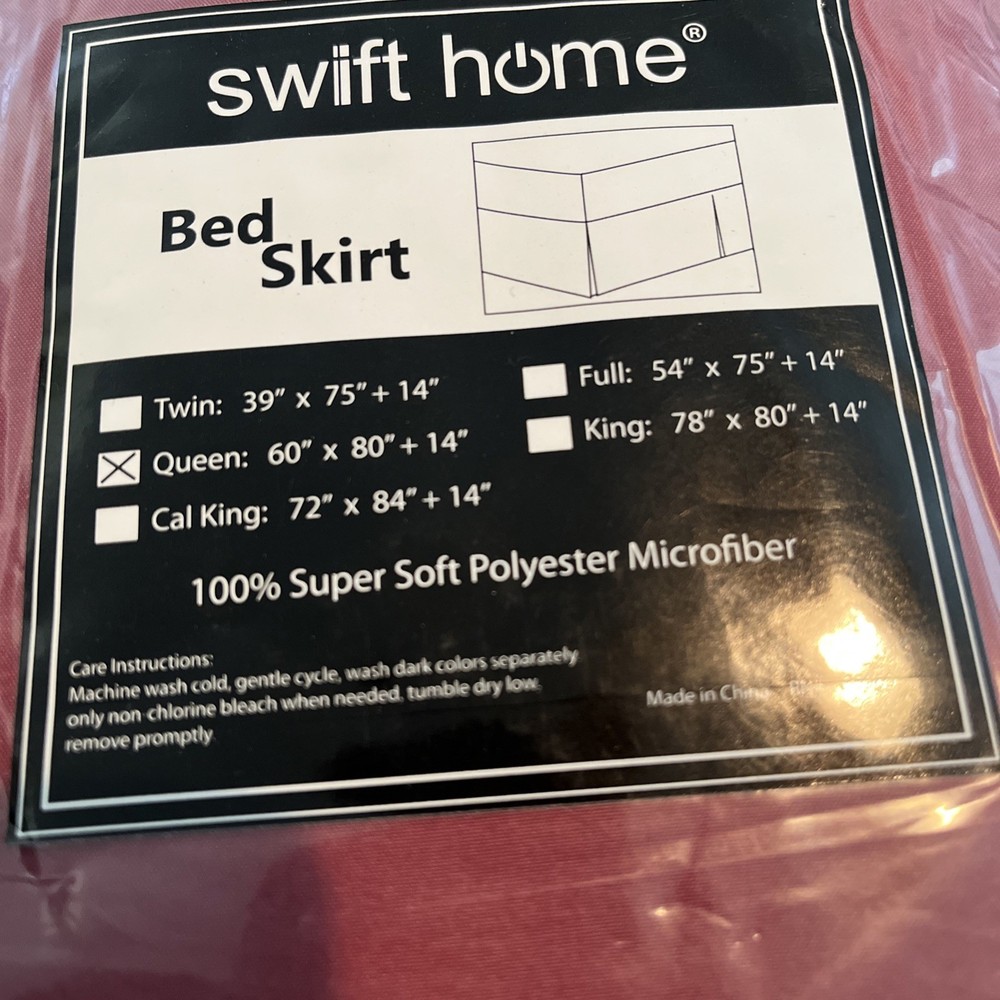 swift home®
Bed
Skirt
Twin: 39" x 75"+ 14"
Full: 54" x 75"+ 14"
Queen: 60" x 80"+ 14"
King: 78" x 80"+ 14"
Cal King: 72" x 84"+ 14"
100% Super Soft Polyester Microfiber
Care Instructions:
Machine wash cold, gentle cycle, wash dark colors separately
only non chlorine bleach when needed. tumble dry low.
remove promptly
Made in China